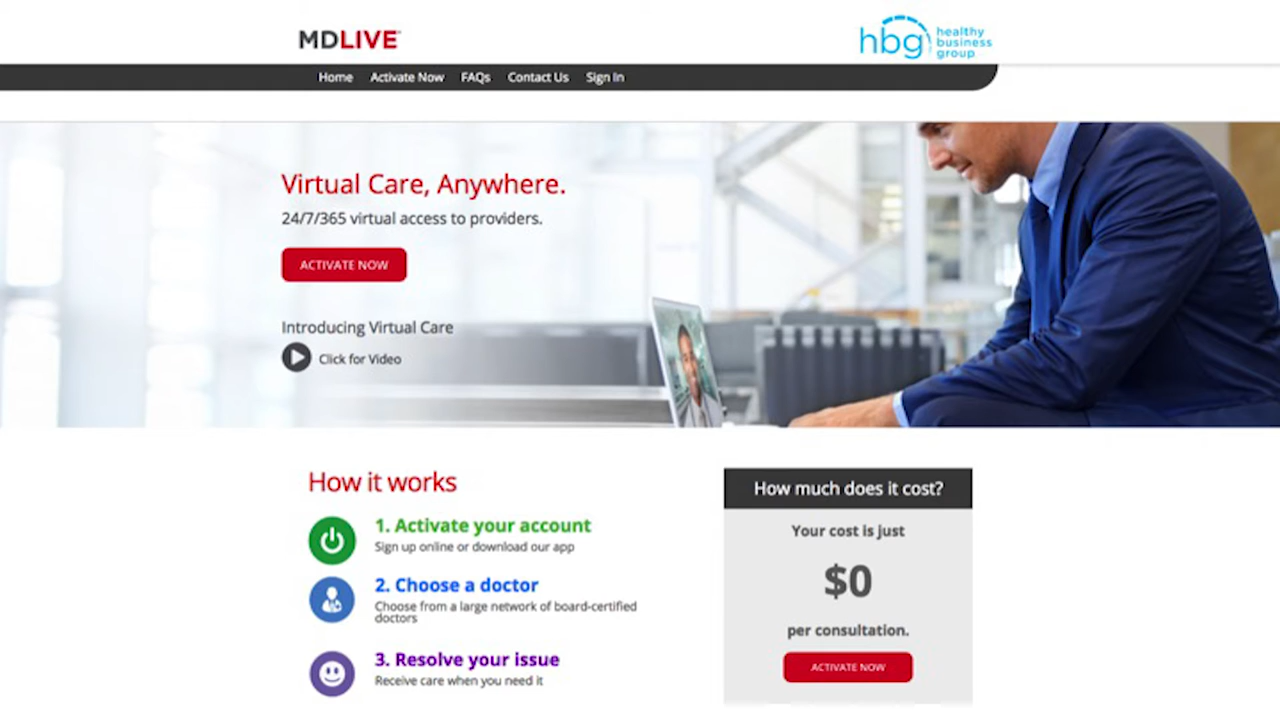 MDLIVE
hbg healthy
business
group
Home Activate Now FAQs Contact Us Sign In
Virtual Care, Anywhere.
24/7/365 virtual access to providers.
ACTIVATE NOW
Introducing Virtual Care
Click for Video
How it works
1. Activate your account
Sign up online or download our app
2. Choose a doctor
Choose from a large network of board-certified
doctors
3. Resolve your issue
Receive care when you need it
How much does it cost?
Your cost is just
$0
per consultation.
ACTIVATE NOW